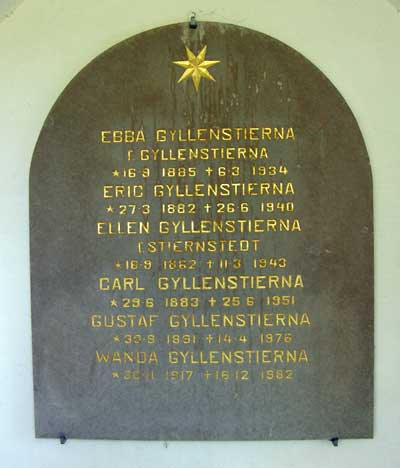 EBBA GYLLENSTIERNA
F. GYLLENSTIERNA
*16·9 1885 †6·3 1934
ERIC GYLLENSTIERNA
*27·3 1882 †26·6 1940
ELLEN GYLLENSTIERNA
F. STIERNSTEDT
*16·9 1862 †11·3 1943
CARL GYLLENSTIERNA
*29·6 1883 †25·6 1951
GUSTAF GYLLENSTIERNA
*30·9 1891 †14·4 1976
WANDA GYLLENSTIERNA
*30·1 1917 †16·12 1982